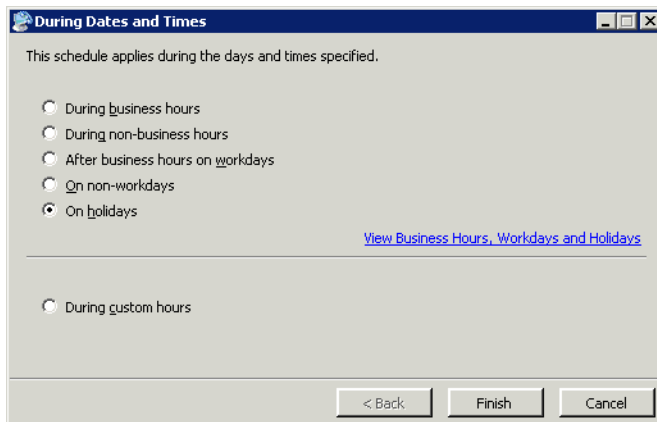 During Dates and Times
This schedule applies during the days and times specified.
During business hours
During non-business hours
After business hours on workdays
On non-workdays
On holidays
View Business Hours, Workdays and Holidays
During custom hours
< Back
Finish
Cancel